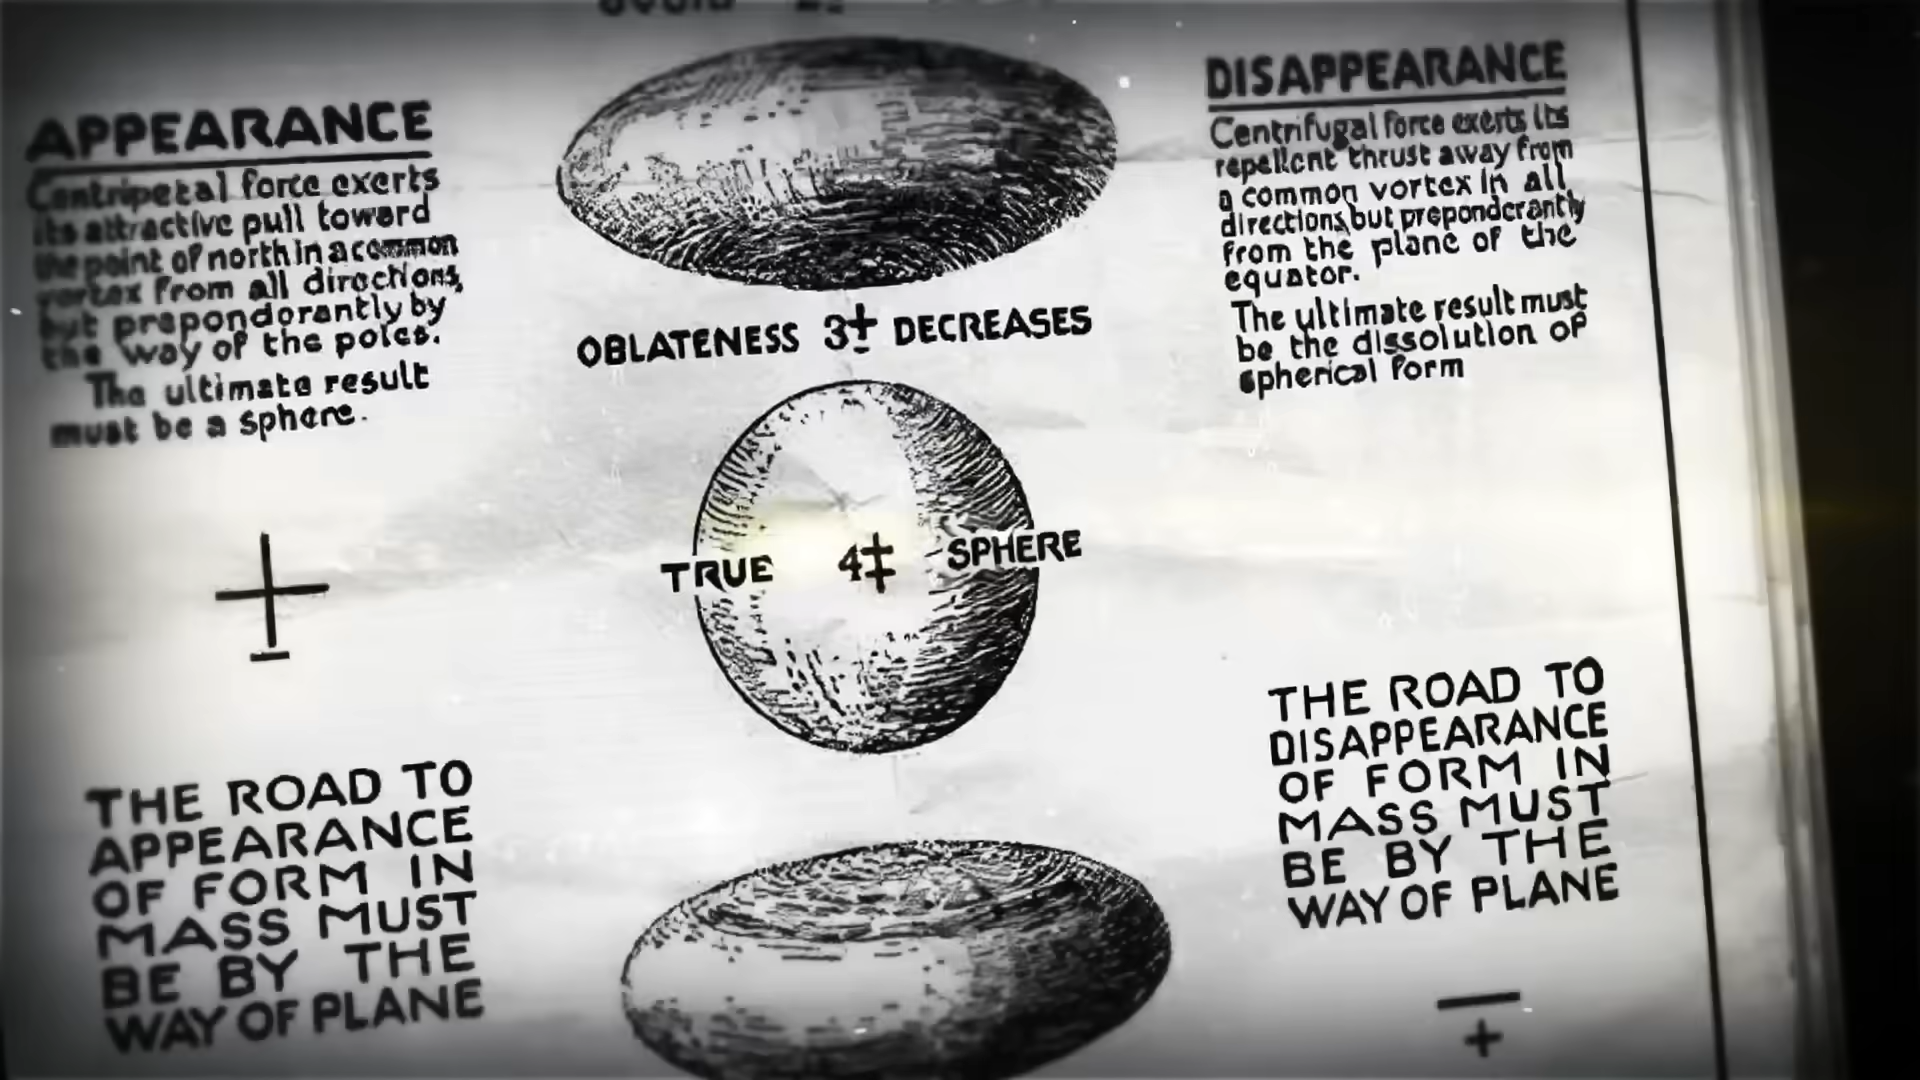 APPEARANCE
Centripetal force exerts
its attractive pull toward
the point of north in a common
vortex from all directions,
but preponderantly by
the way of the poles.
The ultimate result
must be a sphere.
THE ROAD TO
APPEARANCE
OF FORM IN
MASS MUST
BE BY THE
WAY OF PLANE
OBLATENESS 3± DECREASES
TRUE 4‡ SPHERE
DISAPPEARANCE
Centrifugal force exerts its
repellent thrust away from
a common vortex in all
directions, but preponderantly
from the plane of the
equator.
The ultimate result must
be the dissolution of
spherical form
THE ROAD TO
DISAPPEARANCE
OF FORM IN
MASS MUST
BE BY THE
WAY OF PLANE